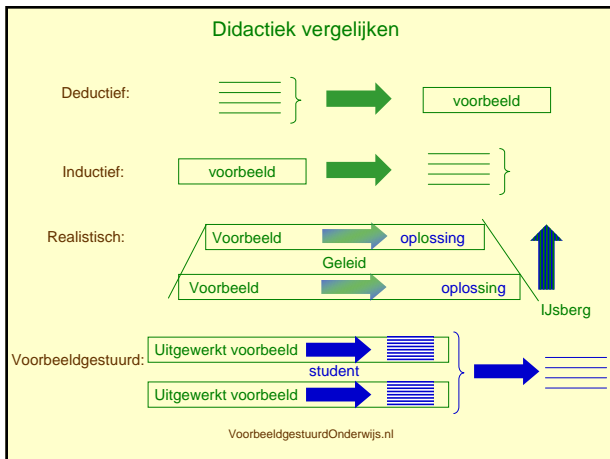 Didactiek vergelijken
Deductief:
voorbeeld
Inductief:
voorbeeld
Realistisch:
Voorbeeld oplossing
Geleid
Voorbeeld oplossing
IJsberg
Voorbeeldgestuurd:
Uitgewerkt voorbeeld
student
Uitgewerkt voorbeeld
VoorbeeldgestuurdOnderwijs.nl